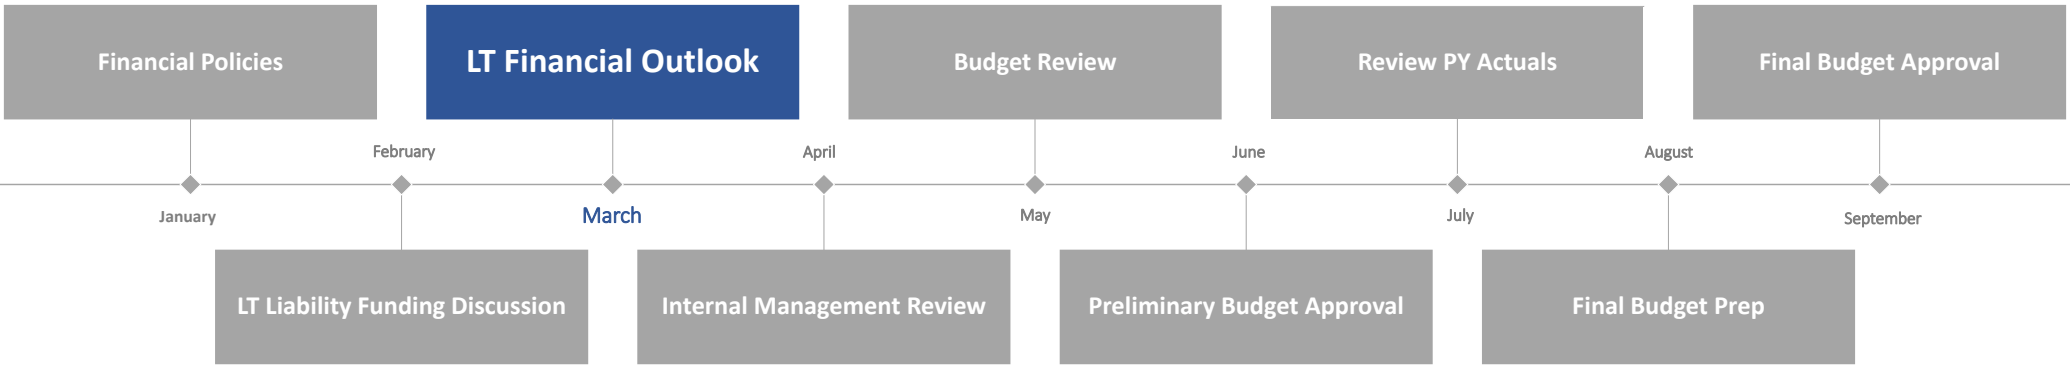 Financial Policies
LT Financial Outlook
Budget Review
Review PY Actuals
Final Budget Approval
February
April
June
August
January
March
May
July
September
LT Liability Funding Discussion
Internal Management Review
Preliminary Budget Approval
Final Budget Prep